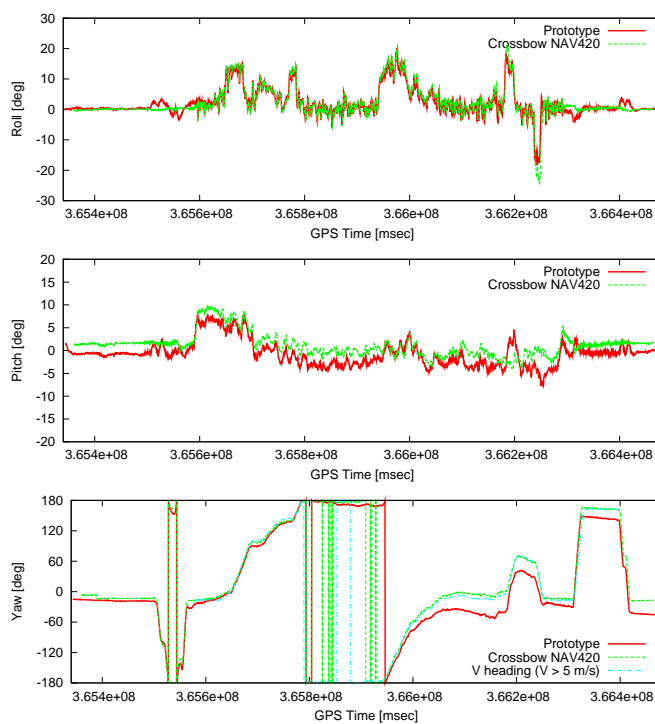 30
20
10
0
-10
-20
-30
Roll [deg]
Prototype
Crossbow NAV420
3.654e+08 3.656e+08 3.658e+08 3.66e+08 3.662e+08 3.664e+08
GPS Time [msec]
20
15
10
5
0
-5
-10
-15
-20
Pitch [deg]
Prototype
Crossbow NAV420
3.654e+08 3.656e+08 3.658e+08 3.66e+08 3.662e+08 3.664e+08
GPS Time [msec]
180
120
60
0
-60
-120
-180
Yaw [deg]
Prototype
Crossbow NAV420
V heading (V > 5 m/s)
3.654e+08 3.656e+08 3.658e+08 3.66e+08 3.662e+08 3.664e+08
GPS Time [msec]